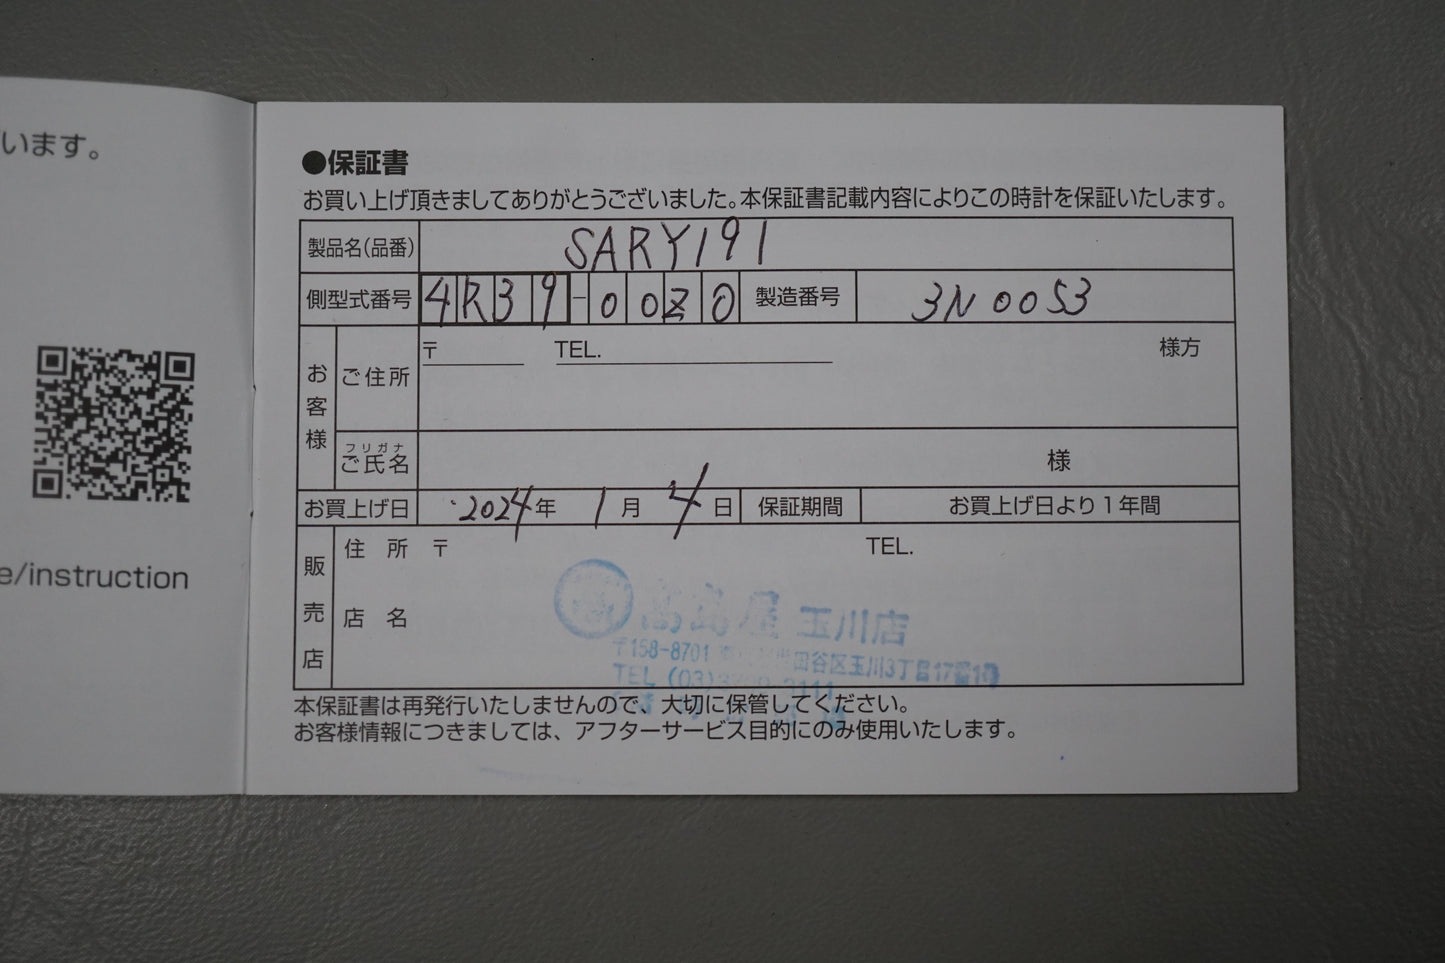 います。
e/instruction
●保証書
お買い上げ頂きましてありがとうございました。本保証書記載内容によりこの時計を保証いたします。
製品名(品番) SARY191
側型式番号 4R39-00Z0 製造番号 3N0053
お客様
ご住所 〒 TEL. 様方
フリガナ
ご氏名 様
お買上げ日 2024年 1月 4日 保証期間 お買上げ日より1年間
販売店
住所 〒 TEL.
店名
髙島屋 玉川店
〒158-8701 田谷区玉川3丁目17番1号
TEL (03) 3111
本保証書は再発行いたしませんので、大切に保管してください。
お客様情報につきましては、アフターサービス目的にのみ使用いたします。